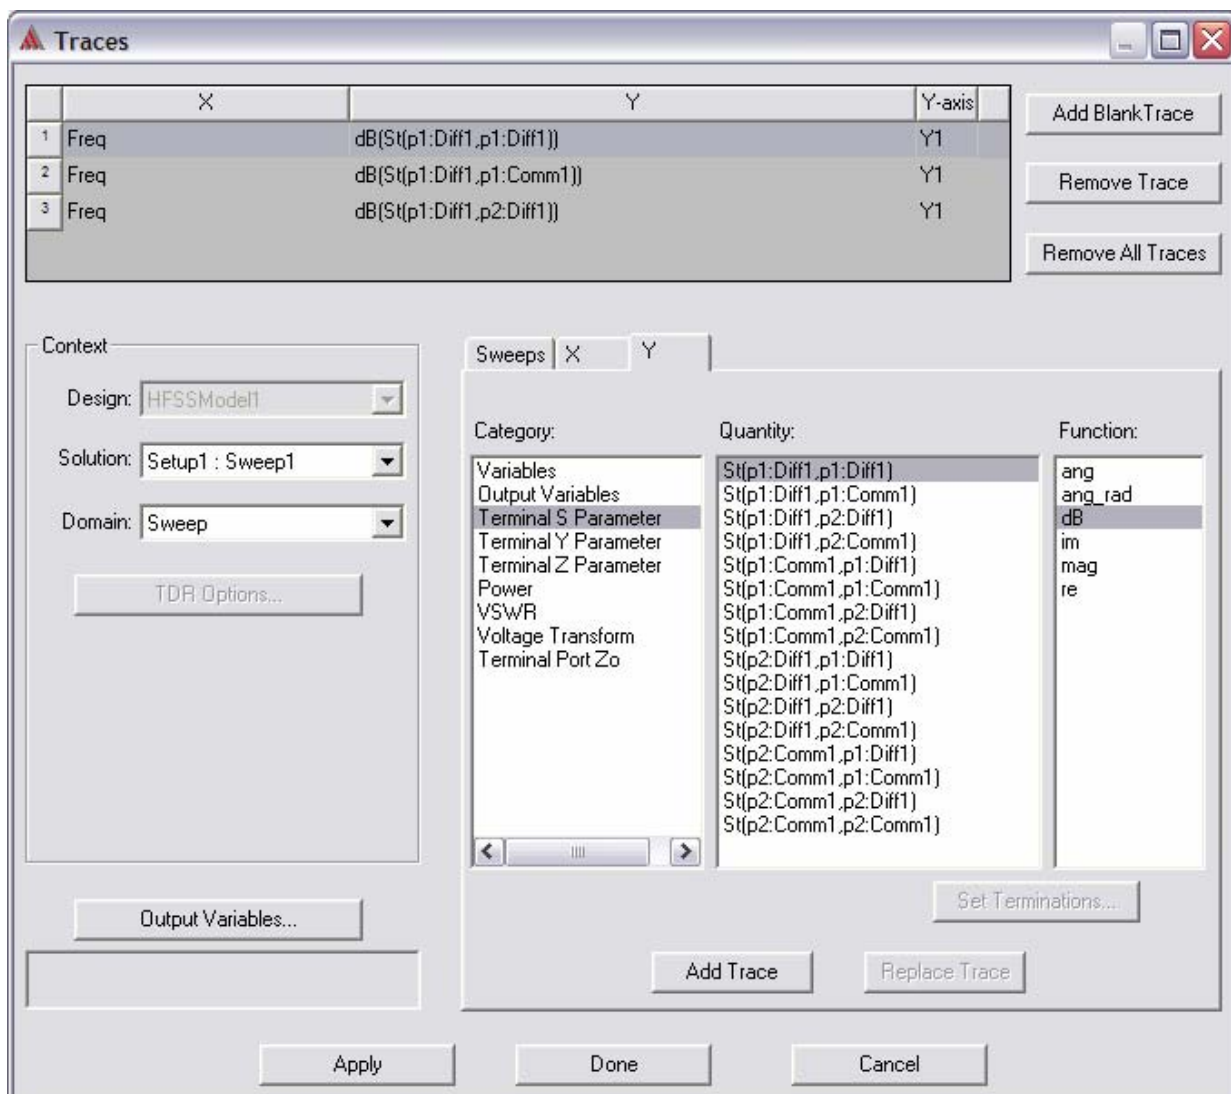 Traces
X Y Y-axis
1 Freq dB(St(p1:Diff1,p1:Diff1)) Y1
2 Freq dB(St(p1:Diff1,p1:Comm1)) Y1
3 Freq dB(St(p1:Diff1,p2:Diff1)) Y1
Add BlankTrace
Remove Trace
Remove All Traces
Context
Design: HFSSModel1
Solution: Setup1 : Sweep1
Domain: Sweep
TDR Options...
Output Variables...
Sweeps X Y
Category:
Variables
Output Variables
Terminal S Parameter
Terminal Y Parameter
Terminal Z Parameter
Power
VSWR
Voltage Transform
Terminal Port Zo
Quantity:
St(p1:Diff1,p1:Diff1)
St(p1:Diff1,p1:Comm1)
St(p1:Diff1,p2:Diff1)
St(p1:Diff1,p2:Comm1)
St(p1:Comm1,p1:Diff1)
St(p1:Comm1,p1:Comm1)
St(p1:Comm1,p2:Diff1)
St(p1:Comm1,p2:Comm1)
St(p2:Diff1,p1:Diff1)
St(p2:Diff1,p1:Comm1)
St(p2:Diff1,p2:Diff1)
St(p2:Diff1,p2:Comm1)
St(p2:Comm1,p1:Diff1)
St(p2:Comm1,p1:Comm1)
St(p2:Comm1,p2:Diff1)
St(p2:Comm1,p2:Comm1)
Function:
ang
ang_rad
dB
im
mag
re
Set Terminations....
Add Trace
Replace Trace
Apply
Done
Cancel